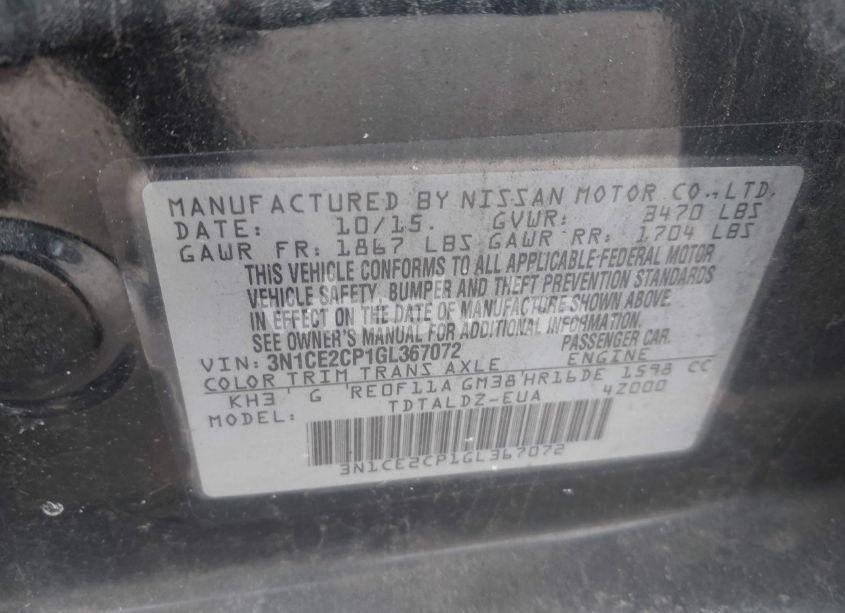 MANUFACTURED BY NISSAN MOTOR CO.,LTD.
DATE: 10/15. GVWR: 3470 LBS
GAWR FR: 1867 LBS GAWR RR: 1704 LBS
THIS VEHICLE CONFORMS TO ALL APPLICABLE FEDERAL MOTOR
VEHICLE SAFETY, BUMPER AND THEFT PREVENTION STANDARDS
IN EFFECT ON THE DATE OF MANUFACTURE SHOWN ABOVE.
SEE OWNER'S MANUAL FOR ADDITIONAL INFORMATION.
PASSENGER CAR.
VIN: 3N1CE2CP1GL367072
COLOR TRIM TRANS AXLE ENGINE
KH3 G RE0F11A GM38 HR16DE 1598 CC
MODEL: TDTALDZ-EUA 4Z000
3N1CE2CP1GL367072